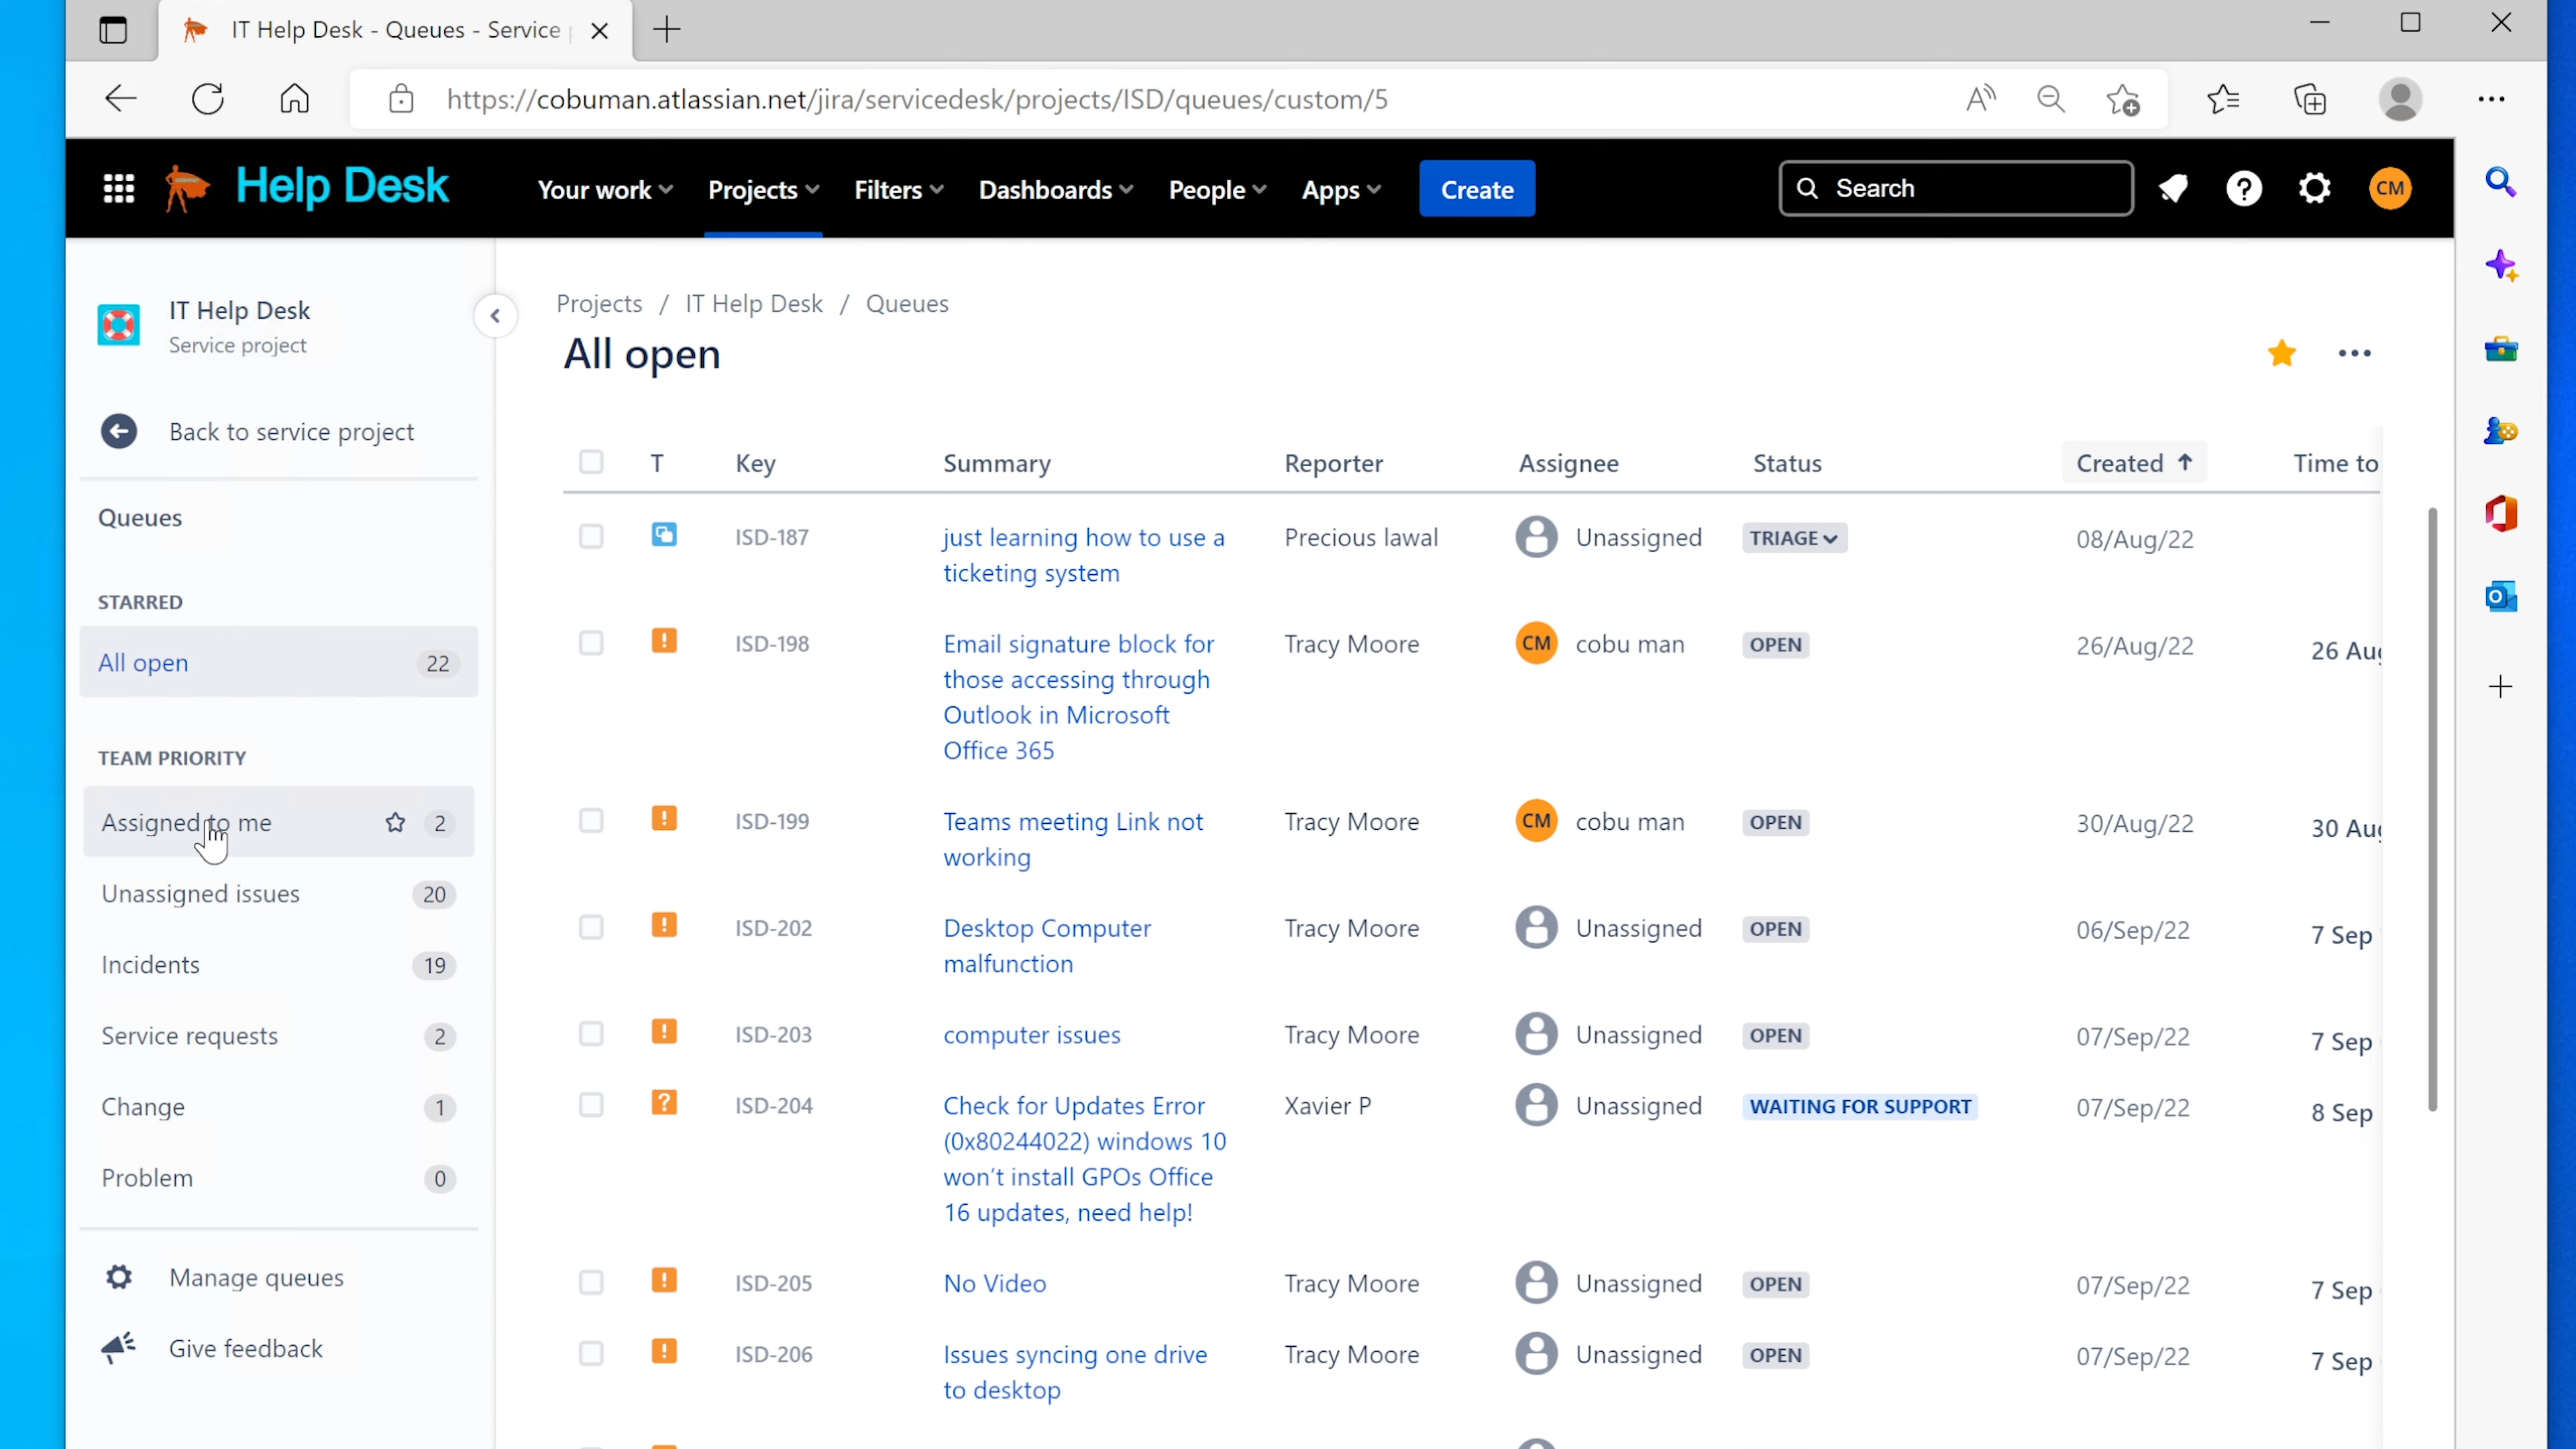 IT Help Desk - Queues - Service
https://cobuman.atlassian.net/jira/servicedesk/projects/ISD/queues/custom/5
Help Desk Your work Projects Filters Dashboards People Apps Create Search CM
IT Help Desk
Service project
Back to service project
Queues
STARRED
All open 22
TEAM PRIORITY
Assigned to me 2
Unassigned issues 20
Incidents 19
Service requests 2
Change 1
Problem 0
Manage queues
Give feedback
Projects / IT Help Desk / Queues
All open
T Key Summary Reporter Assignee Status Created ↑ Time to
ISD-187 just learning how to use a Precious lawal Unassigned TRIAGE 08/Aug/22
ticketing system
ISD-198 Email signature block for Tracy Moore CM cobu man OPEN 26/Aug/22 26 Aug
those accessing through
Outlook in Microsoft
Office 365
ISD-199 Teams meeting Link not Tracy Moore CM cobu man OPEN 30/Aug/22 30 Aug
working
ISD-202 Desktop Computer Tracy Moore Unassigned OPEN 06/Sep/22 7 Sep
malfunction
ISD-203 computer issues Tracy Moore Unassigned OPEN 07/Sep/22 7 Sep
ISD-204 Check for Updates Error Xavier P Unassigned WAITING FOR SUPPORT 07/Sep/22 8 Sep
(0x80244022) windows 10
won't install GPOs Office
16 updates, need help!
ISD-205 No Video Tracy Moore Unassigned OPEN 07/Sep/22 7 Sep
ISD-206 Issues syncing one drive Tracy Moore Unassigned OPEN 07/Sep/22 7 Sep
to desktop